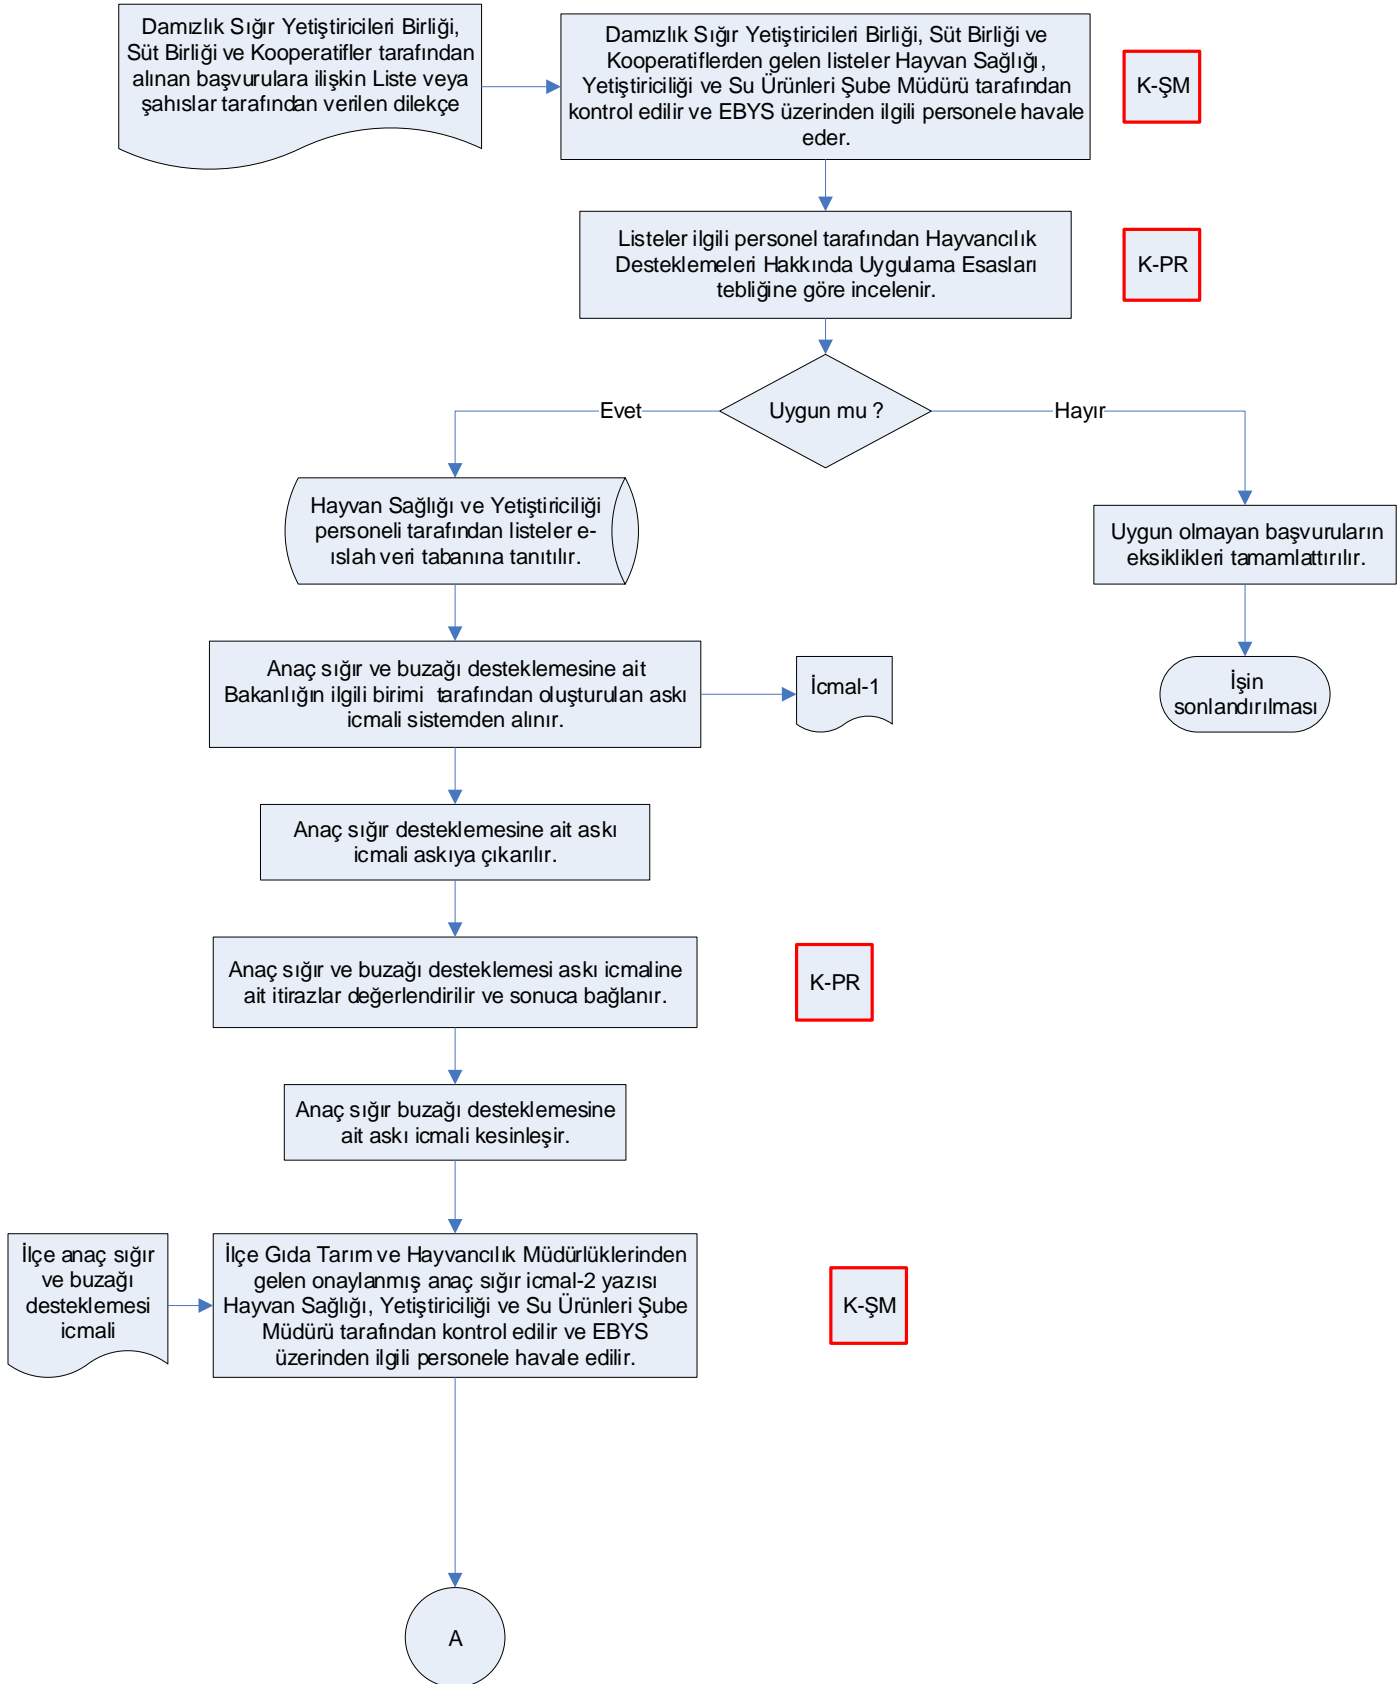 Damızlık Sığır Yetiştiricileri Birliği,
Süt Birliği ve Kooperatifler tarafından
alınan başvurulara ilişkin Liste veya
şahıslar tarafından verilen dilekçe
Damızlık Sığır Yetiştiricileri Birliği, Süt Birliği ve
Kooperatiflerden gelen listeler Hayvan Sağlığı,
Yetiştiriciliği ve Su Ürünleri Şube Müdürü tarafından
kontrol edilir ve EBYS üzerinden ilgili personele havale
eder.
K-ŞM
Listeler ilgili personel tarafından Hayvancılık
Desteklemeleri Hakkında Uygulama Esasları
tebliğine göre incelenir.
K-PR
Uygun mu ?
Evet
Hayır
Hayvan Sağlığı ve Yetiştiriciliği
personeli tarafından listeler e-
ıslah veri tabanına tanıtılır.
Uygun olmayan başvuruların
eksiklikleri tamamlattırılır.
Anaç sığır ve buzağı desteklemesine ait
Bakanlığın ilgili birimi tarafından oluşturulan askı
icmali sistemden alınır.
İcmal-1
İşin
sonlandırılması
Anaç sığır desteklemesine ait askı
icmali askıya çıkarılır.
Anaç sığır ve buzağı desteklemesi askı icmaline
ait itirazlar değerlendirilir ve sonuca bağlanır.
K-PR
Anaç sığır buzağı desteklemesine
ait askı icmali kesinleşir.
İlçe anaç sığır
ve buzağı
desteklemesi
icmali
İlçe Gıda Tarım ve Hayvancılık Müdürlüklerinden
gelen onaylanmış anaç sığır icmal-2 yazısı
Hayvan Sağlığı, Yetiştiriciliği ve Su Ürünleri Şube
Müdürü tarafından kontrol edilir ve EBYS
üzerinden ilgili personele havale edilir.
K-ŞM
A